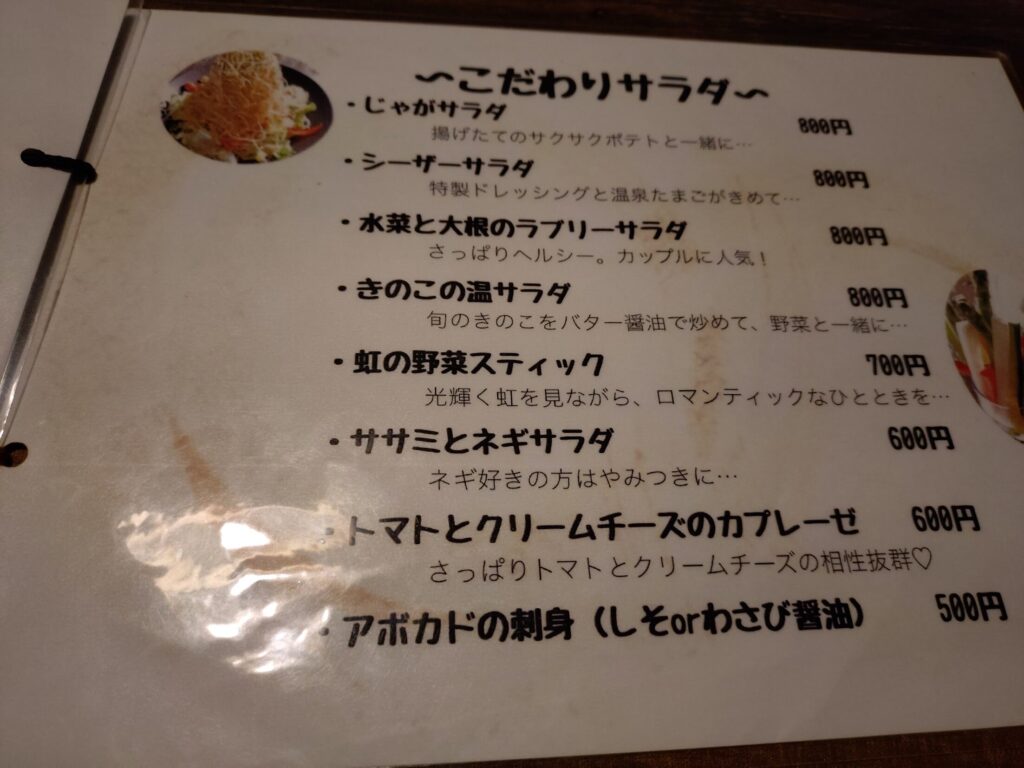 ~こだわりサラダ~
・じゃがサラダ 800円
揚げたてのサクサクポテトと一緒に…
・シーザーサラダ 800円
特製ドレッシングと温泉たまごがきめて…
・水菜と大根のラブリーサラダ 800円
さっぱりヘルシー。カップルに人気!
・きのこの温サラダ 800円
旬のきのこをバター醤油で炒めて、野菜と一緒に…
・虹の野菜スティック 700円
光輝く虹を見ながら、ロマンティックなひとときを…
・ササミとネギサラダ 600円
ネギ好きの方はやみつきに…
・トマトとクリームチーズのカプレーゼ 600円
さっぱりトマトとクリームチーズの相性抜群♡
・アボカドの刺身(しそorわさび醤油) 500円